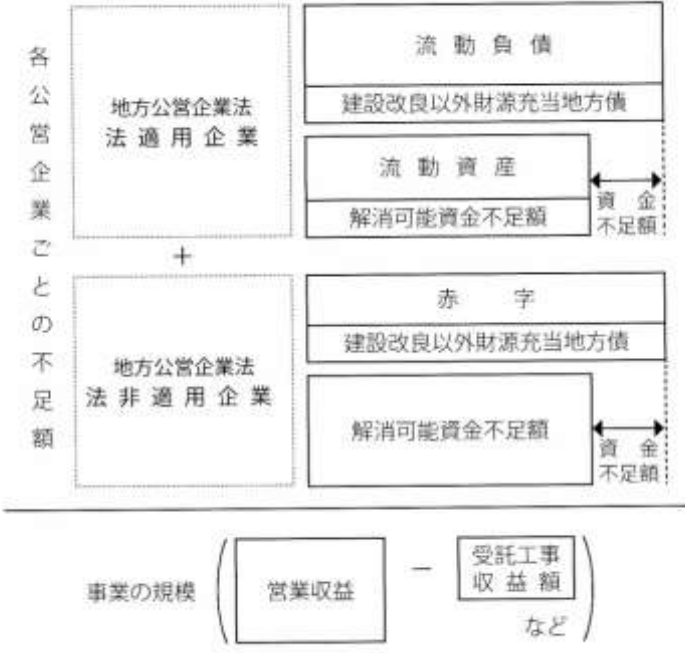 各公営企業ごとの不足額
地方公営企業法
法適用企業
流動負債
建設改良以外財源充当地方債
流動資産
解消可能資金不足額
資金
不足額
+
地方公営企業法
法非適用企業
赤字
建設改良以外財源充当地方債
解消可能資金不足額
資金
不足額
事業の規模
(
営業収益
－
受託工事
収益額
など
)